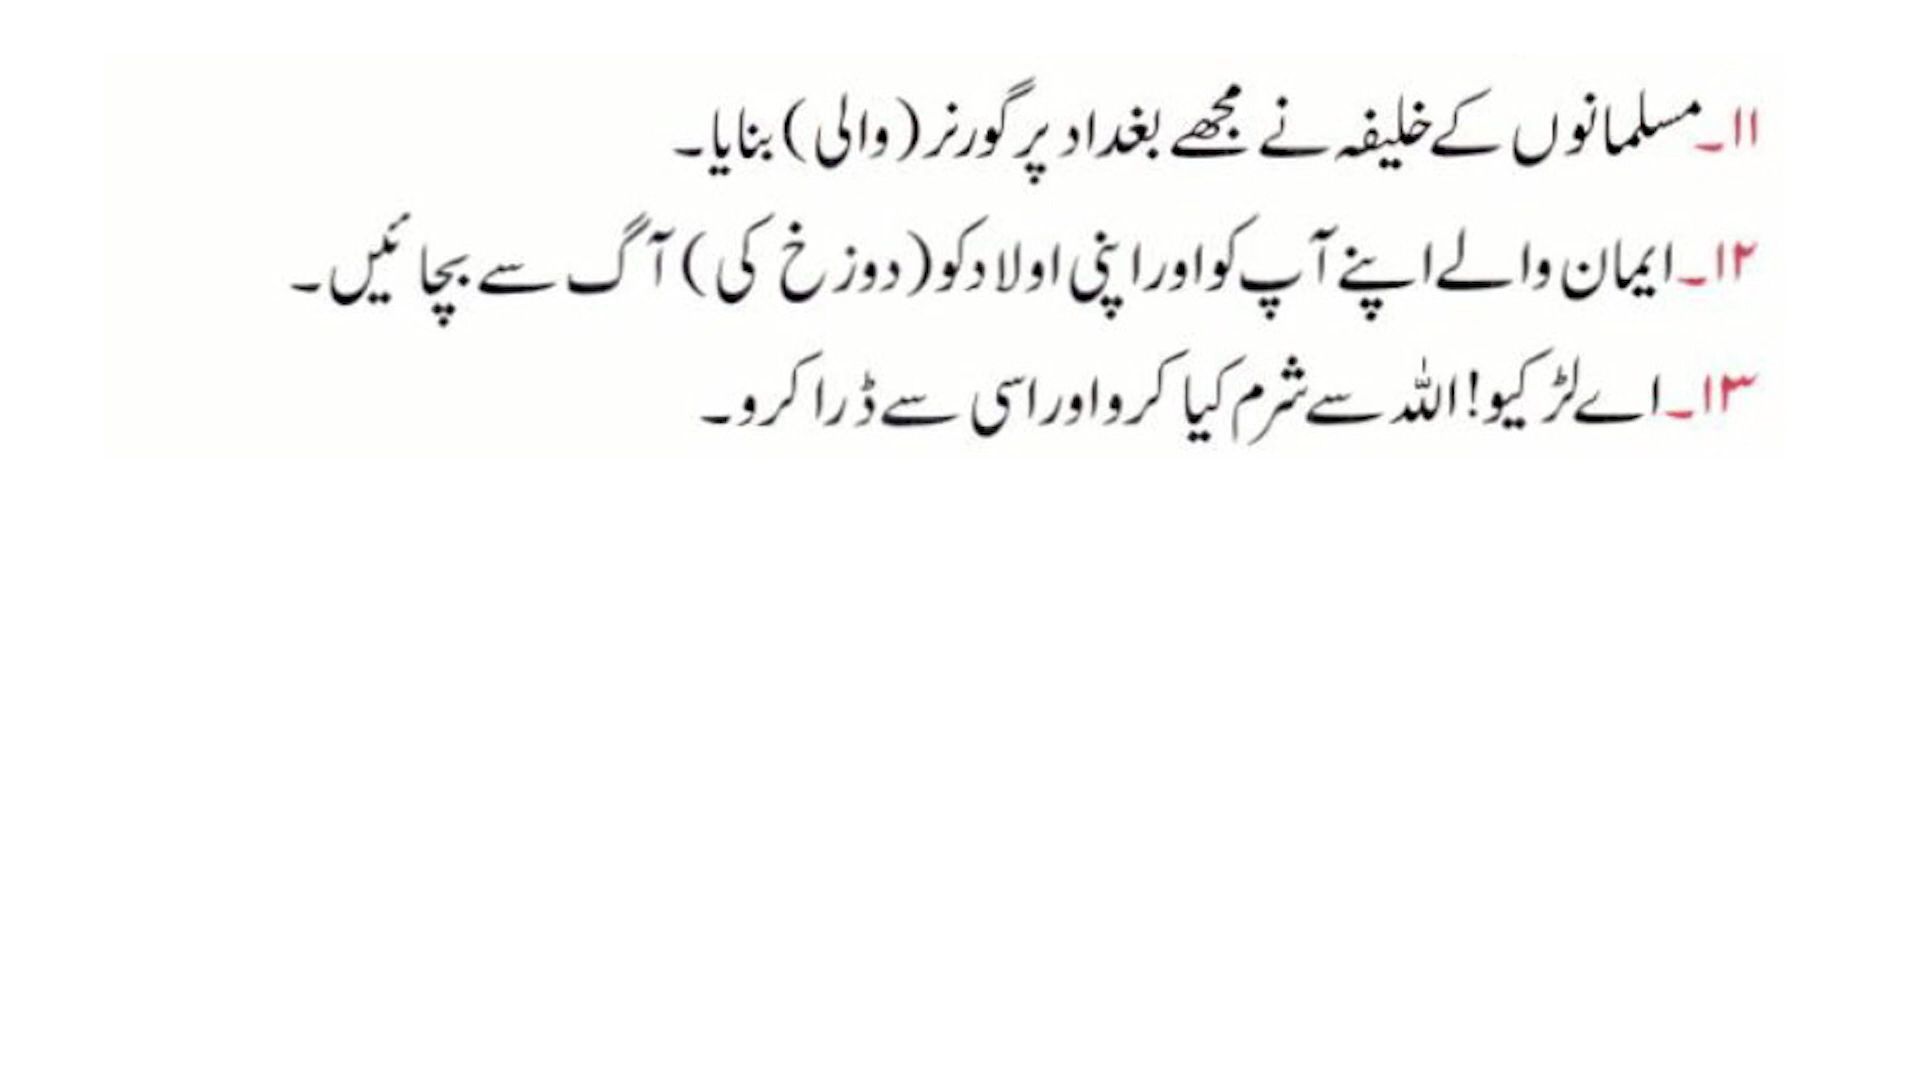 ۱۱۔مسلمانوں کے خلیفہ نے مجھے بغداد پر گورنر (والی) بنایا۔
۱۲۔ایمان والے اپنے آپ کو اور اپنی اولاد کو (دوزخ کی) آگ سے بچائیں۔
۱۳۔اے لڑکیو! اللہ سے شرم کیا کرو اور اسی سے ڈرا کرو۔